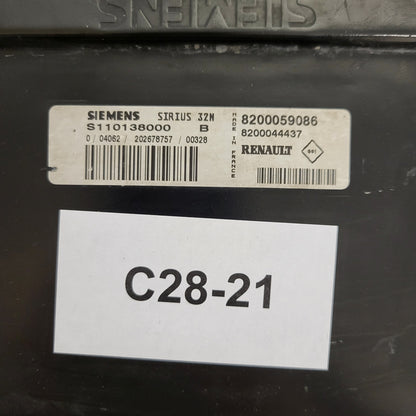 SIEMENS
SIEMENS SIRIUS 32N
S110138000 B
0 / 04062 / 202678757 / 00328
MADE IN FRANCE
8200059086
8200044437
RENAULT
C28-21